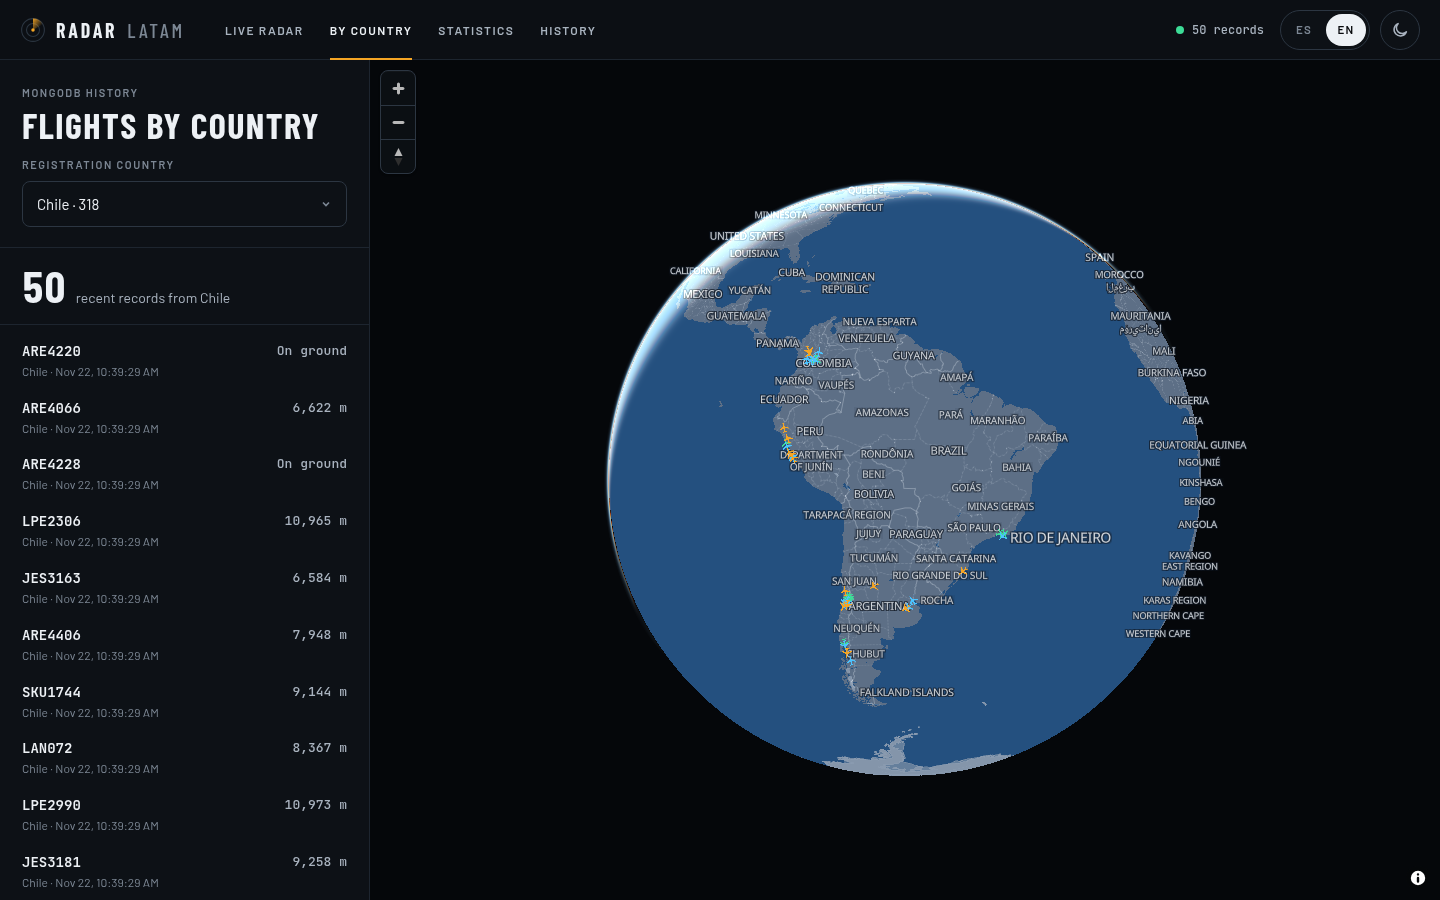 RADAR LATAM
LIVE RADAR
BY COUNTRY
STATISTICS
HISTORY
50 records
ES
EN
MONGODB HISTORY
FLIGHTS BY COUNTRY
REGISTRATION COUNTRY
Chile · 318
50 recent records from Chile
ARE4220 On ground
Chile · Nov 22, 10:39:29 AM
ARE4066 6,622 m
Chile · Nov 22, 10:39:29 AM
ARE4228 On ground
Chile · Nov 22, 10:39:29 AM
LPE2306 10,965 m
Chile · Nov 22, 10:39:29 AM
JES3163 6,584 m
Chile · Nov 22, 10:39:29 AM
ARE4406 7,948 m
Chile · Nov 22, 10:39:29 AM
SKU1744 9,144 m
Chile · Nov 22, 10:39:29 AM
LAN072 8,367 m
Chile · Nov 22, 10:39:29 AM
LPE2990 10,973 m
Chile · Nov 22, 10:39:29 AM
JES3181 9,258 m
Chile · Nov 22, 10:39:29 AM
QUEBEC
CONNECTICUT
MINNESOTA
UNITED STATES
LOUISIANA
CALIFORNIA
CUBA
DOMINICAN
REPUBLIC
MEXICO
YUCATÁN
GUATEMALA
NUEVA ESPARTA
PANAMA
VENEZUELA
COLOMBIA
GUYANA
NARIÑO
VAUPÉS
AMAPÁ
ECUADOR
AMAZONAS
PARÁ
MARANHÃO
PERU
PARAÍBA
DEPARTMENT
OF JUNÍN
RONDÔNIA
BRAZIL
BENI
BAHIA
BOLIVIA
GOIÁS
MINAS GERAIS
TARAPACÁ REGION
SÃO PAULO
JUJUY
PARAGUAY
RIO DE JANEIRO
TUCUMÁN
SANTA CATARINA
SAN JUAN
RIO GRANDE DO SUL
ARGENTINA
ROCHA
NEUQUÉN
CHUBUT
FALKLAND ISLANDS
SPAIN
MOROCCO
MAURITANIA
MALI
BURKINA FASO
NIGERIA
ABIA
EQUATORIAL GUINEA
NGOUNIÉ
KINSHASA
BENGO
ANGOLA
KAVANGO
EAST REGION
NAMIBIA
KARAS REGION
NORTHERN CAPE
WESTERN CAPE